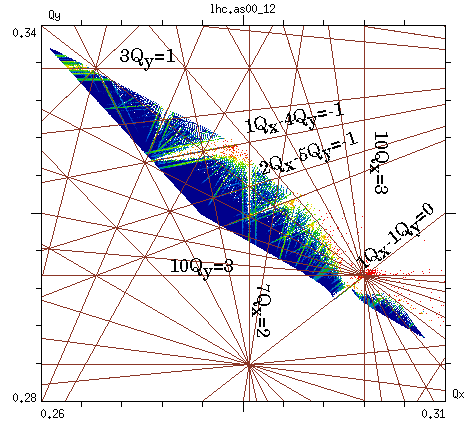 lhc.as00_12
Qy
0.34
3Qy=1
1Qx-4Qy=-1
2Qx-5Qy=-1
10Qx=3
1Qx-1Qy=0
10Qy=3
7Qx=2
0.28
0.26
0.31
Qx